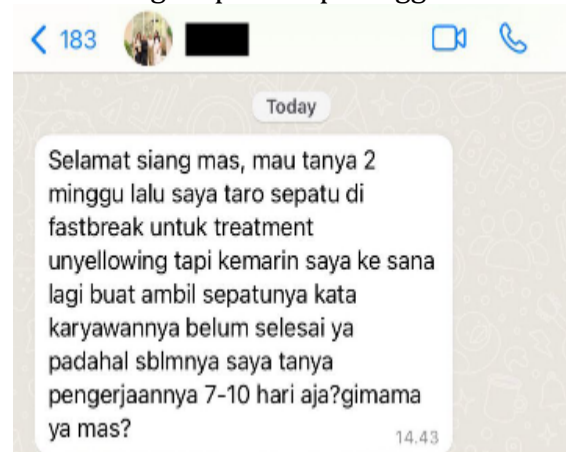 183
Today
Selamat siang mas, mau tanya 2
minggu lalu saya taro sepatu di
fastbreak untuk treatment
unyellowing tapi kemarin saya ke sana
lagi buat ambil sepatunya kata
karyawannya belum selesai ya
padahal sblmnya saya tanya
pengerjaannya 7-10 hari aja?gimama
ya mas?
14.43